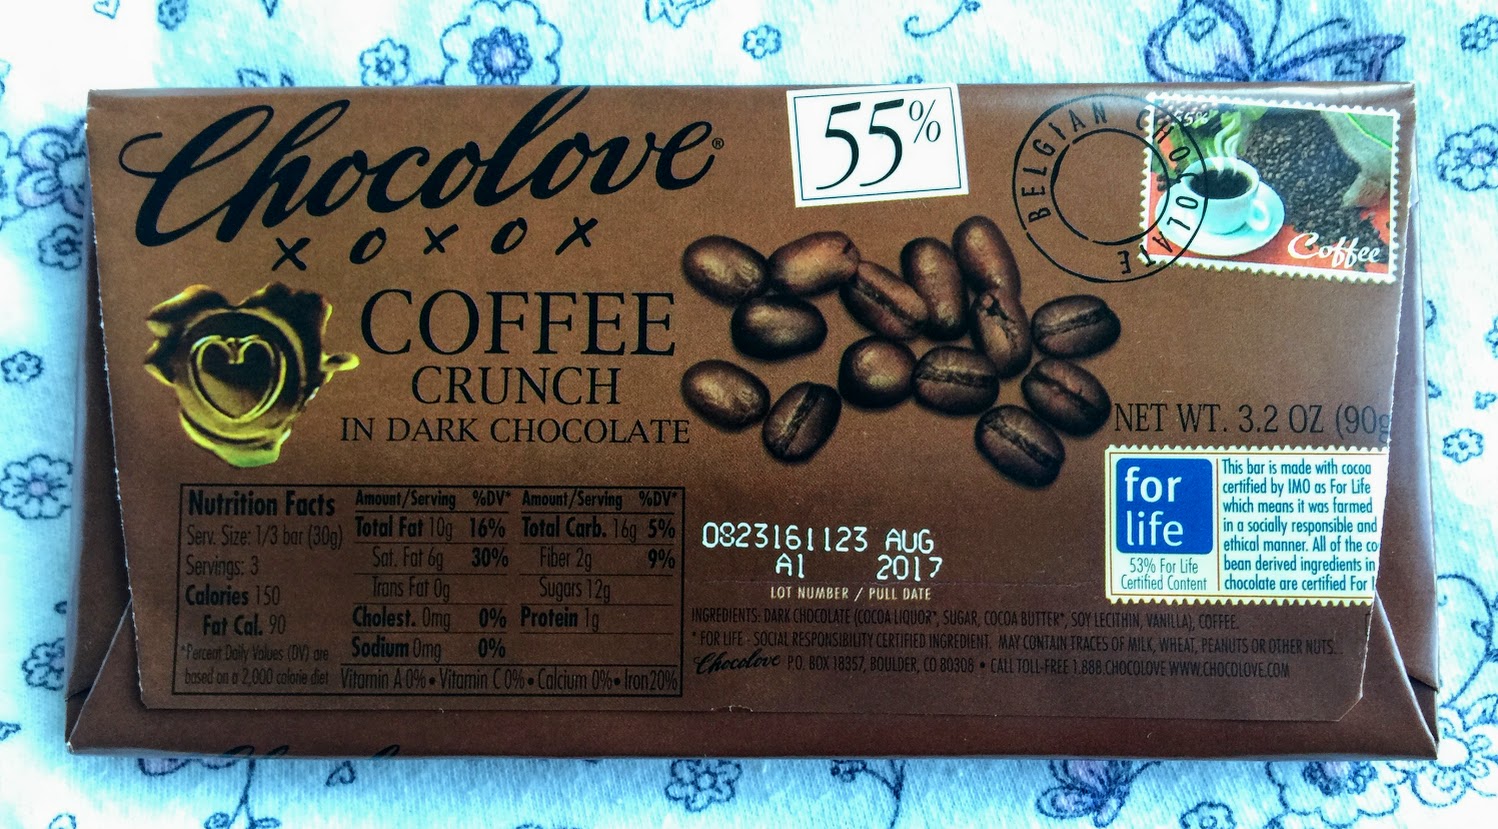 Chocolove®
x o x o x
55%
BELGIAN CHOCOLATE
55%
Coffee
COFFEE
CRUNCH
IN DARK CHOCOLATE
NET WT. 3.2 OZ (90g
for
life
53% For Life
Certified Content
This bar is made with cocoa
certified by IMO as For Life
which means it was farmed
in a socially responsible and
ethical manner. All of the co
bean derived ingredients in
chocolate are certified For
Nutrition Facts
Serv. Size: 1/3 bar (30g)
Servings: 3
Calories 150
Fat Cal. 90
*Percent Daily Values (DV) are
based on a 2,000 calorie diet
Amount/Serving %DV* Amount/Serving %DV*
Total Fat 10g 16% Total Carb. 16g 5%
Sat. Fat 6g 30% Fiber 2g 9%
Trans Fat 0g Sugars 12g
Cholest. 0mg 0% Protein 1g
Sodium 0mg 0%
Vitamin A 0% • Vitamin C 0% • Calcium 0% • Iron 20%
0823161123 AUG
A1 2017
LOT NUMBER / PULL DATE
INGREDIENTS: DARK CHOCOLATE (COCOA LIQUOR*, SUGAR, COCOA BUTTER*, SOY LECITHIN, VANILLA), COFFEE.
* FOR LIFE - SOCIAL RESPONSIBILITY CERTIFIED INGREDIENT. MAY CONTAIN TRACES OF MILK, WHEAT, PEANUTS OR OTHER NUTS.
Chocolove P.O. BOX 18357, BOULDER, CO 80308 • CALL TOLL-FREE 1.888.CHOCOLOVE WWW.CHOCOLOVE.COM